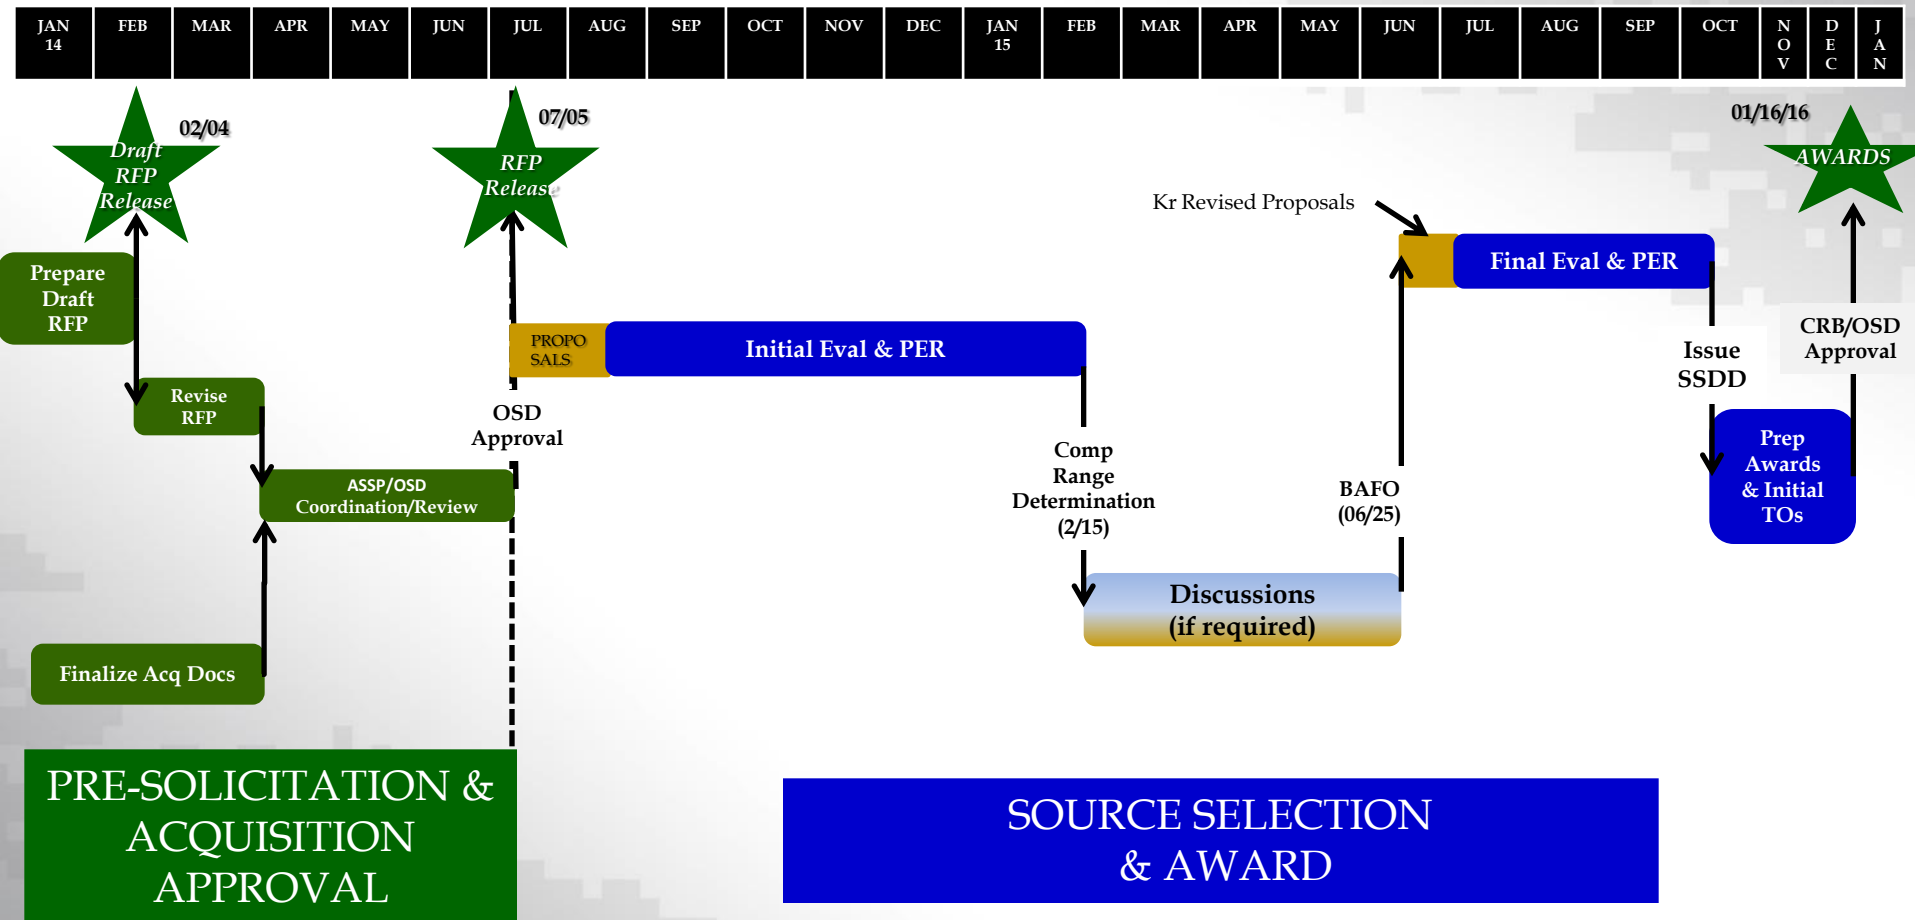 JAN
14
FEB
MAR
APR
MAY
JUN
JUL
AUG
SEP
OCT
NOV
DEC
JAN
15
FEB
MAR
APR
MAY
JUN
JUL
AUG
SEP
OCT
N
O
V
D
E
C
J
A
N
02/04
Draft
RFP
Release
07/05
RFP
Release
01/16/16
AWARDS
Kr Revised Proposals
Prepare
Draft
RFP
Final Eval & PER
PROPO
SALS
Initial Eval & PER
CRB/OSD
Approval
Issue
SSDD
Revise
RFP
OSD
Approval
Comp
Range
Determination
(2/15)
BAFO
(06/25)
Prep
Awards
& Initial
TOs
ASSP/OSD
Coordination/Review
Discussions
(if required)
Finalize Acq Docs
PRE-SOLICITATION &
ACQUISITION
APPROVAL
SOURCE SELECTION
& AWARD